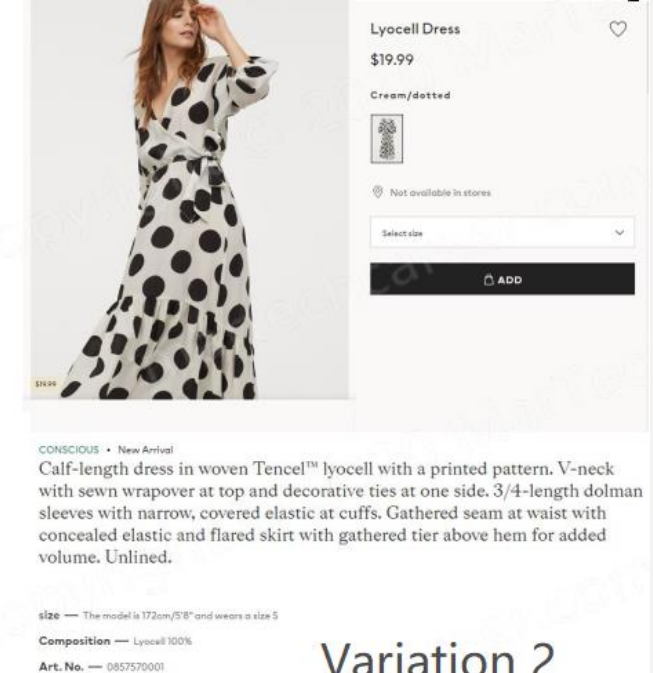 Lyocell Dress
$19.99
Cream/dotted
Not available in stores
Select size
ADD
$19.99
CONSCIOUS • New Arrival
Calf-length dress in woven Tencel™ lyocell with a printed pattern. V-neck
with sewn wrapover at top and decorative ties at one side. 3/4-length dolman
sleeves with narrow, covered elastic at cuffs. Gathered seam at waist with
concealed elastic and flared skirt with gathered tier above hem for added
volume. Unlined.
size — The model is 172cm/5'8" and wears a size S
Composition — Lyocell 100%
Art. No. — 0857570001
Variation 2